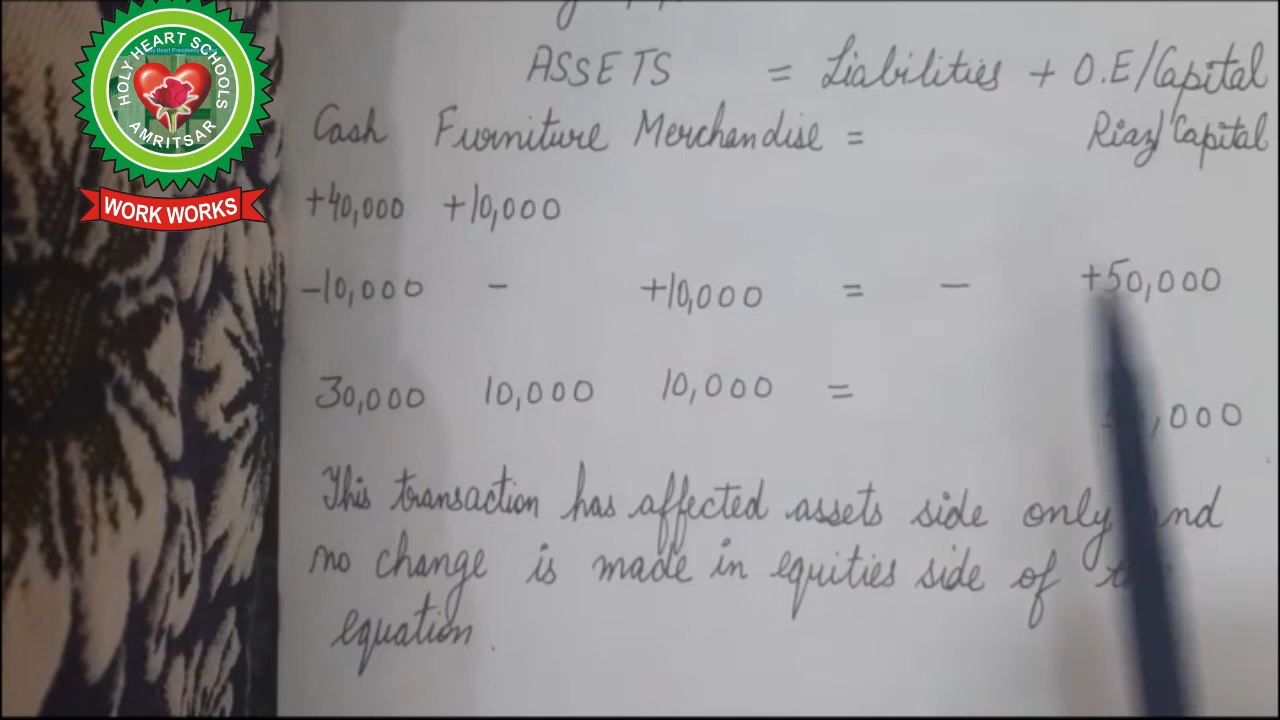 HOLY HEART SCHOOLS
AMRITSAR
WORK WORKS
ASSETS = Liabilities + O.E/Capital
Cash Furniture Merchandise = Riaz/Capital
+40,000 +10,000
-10,000 - +10,000 = - +50,000
30,000 10,000 10,000 = ,000
This transaction has affected assets side only
no change is made in equities side of
equation.